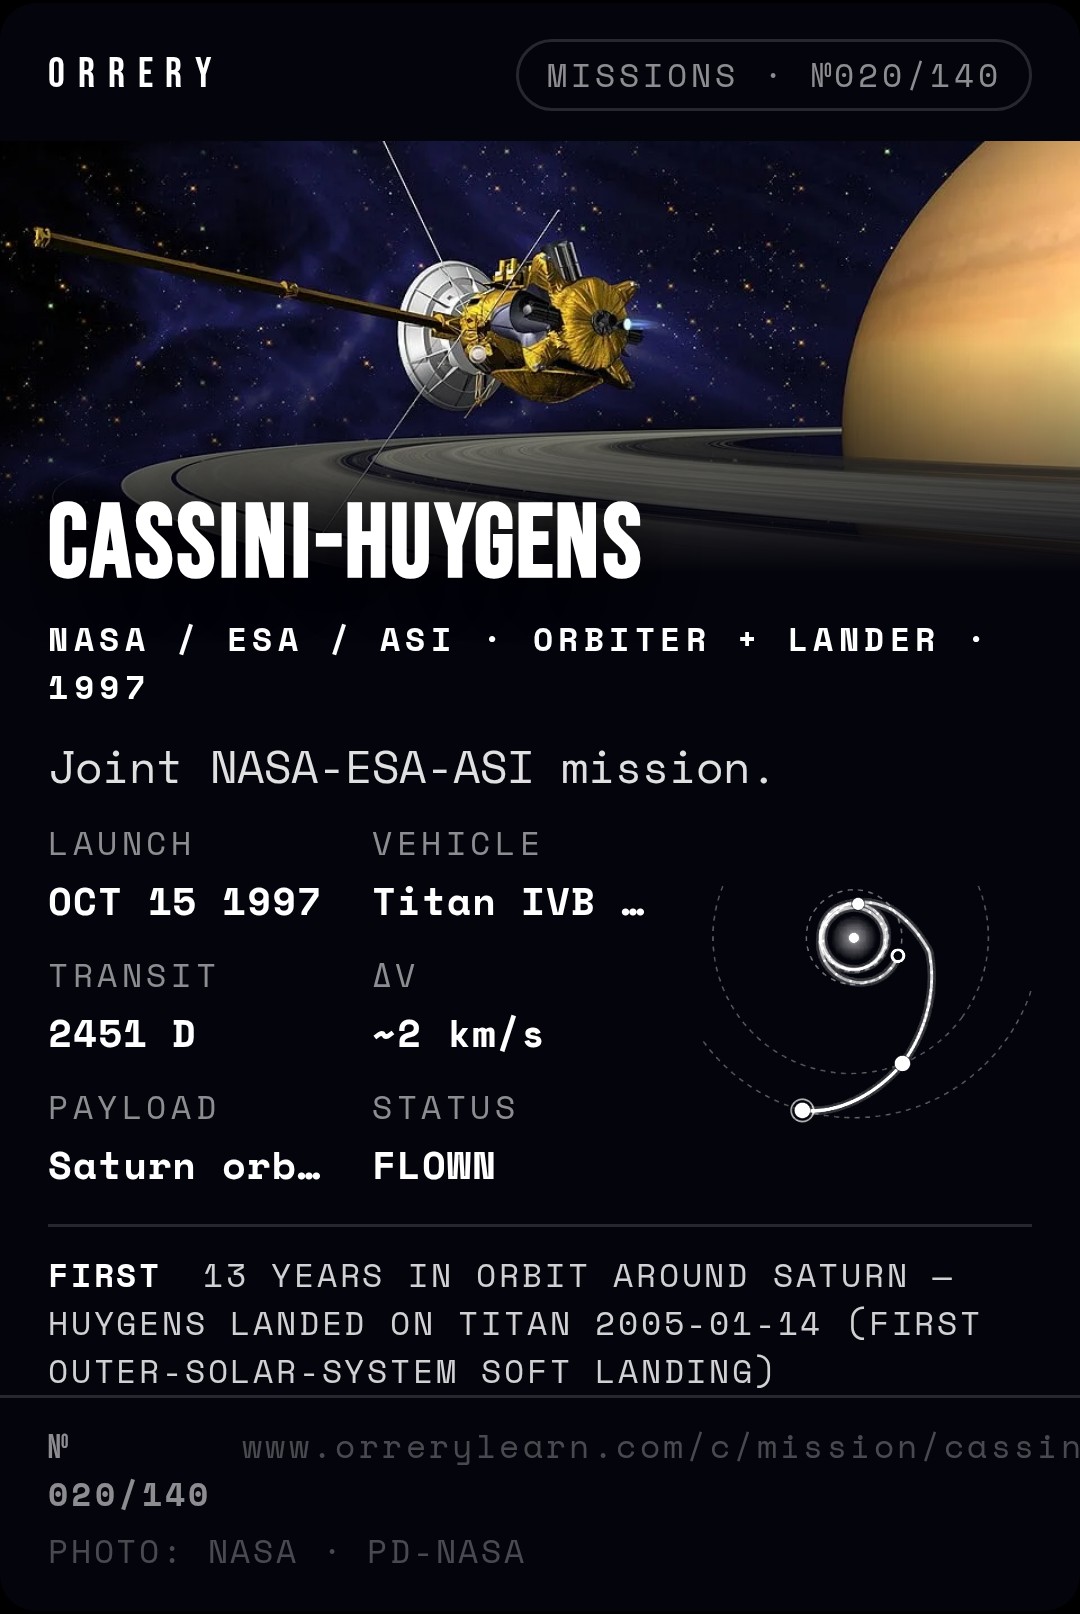 ORRERY
MISSIONS · №020/140
CASSINI-HUYGENS
NASA / ESA / ASI · ORBITER + LANDER ·
1997
Joint NASA-ESA-ASI mission.
LAUNCH VEHICLE
OCT 15 1997 Titan IVB …
TRANSIT ΔV
2451 D ~2 km/s
PAYLOAD STATUS
Saturn orb… FLOWN
FIRST 13 YEARS IN ORBIT AROUND SATURN —
HUYGENS LANDED ON TITAN 2005-01-14 (FIRST
OUTER-SOLAR-SYSTEM SOFT LANDING)
№ www.orrerylearn.com/c/mission/cassin
020/140
PHOTO: NASA · PD-NASA